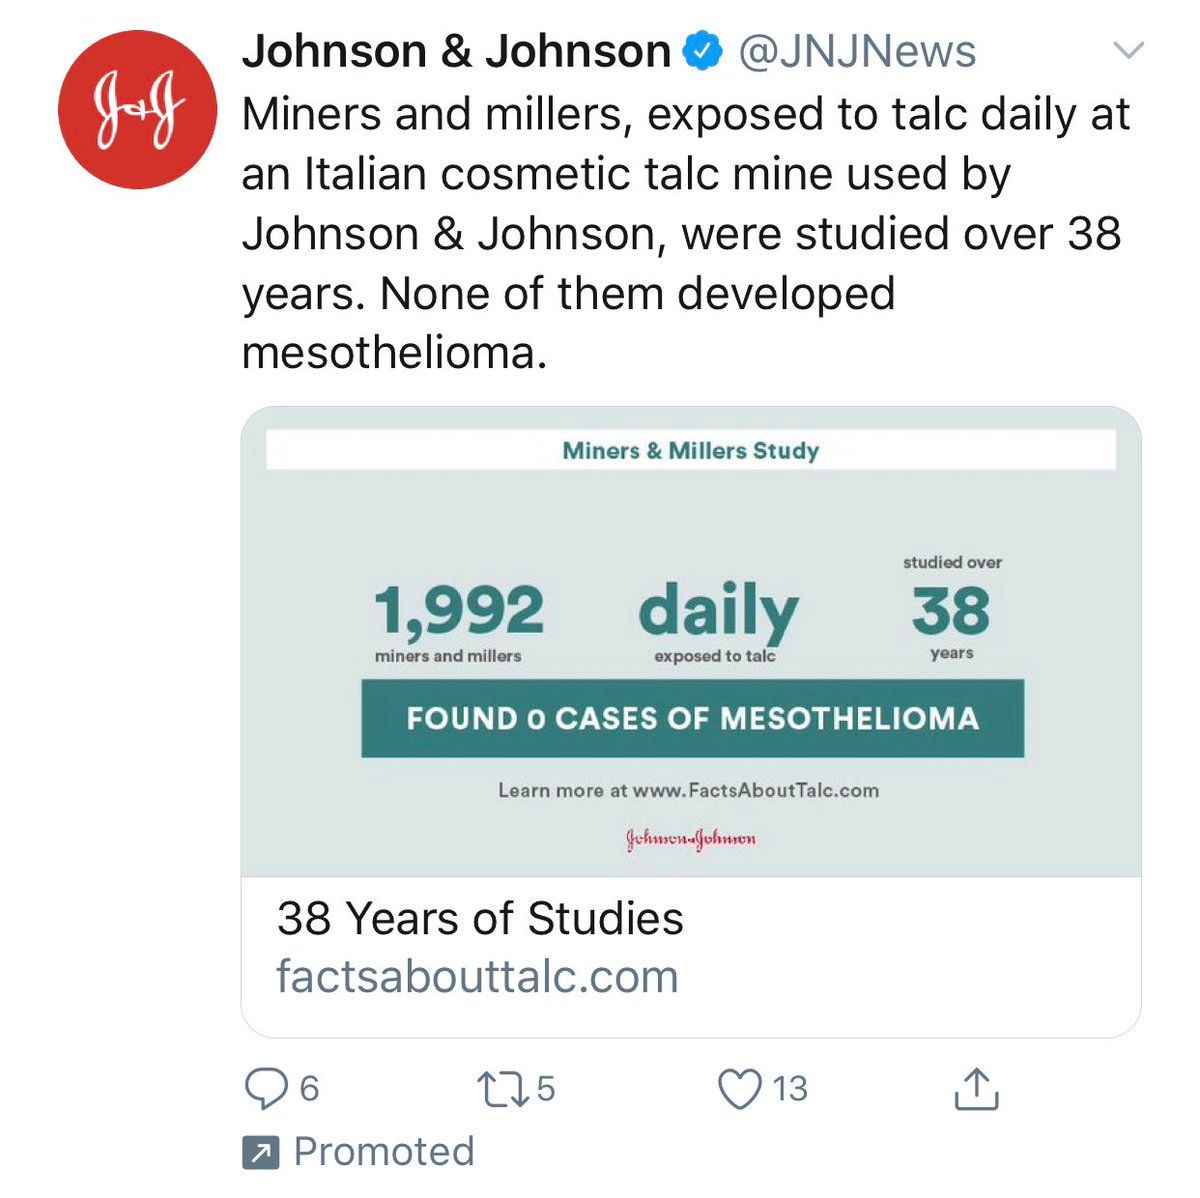 J&J
Johnson & Johnson @JNJNews
Miners and millers, exposed to talc daily at
an Italian cosmetic talc mine used by
Johnson & Johnson, were studied over 38
years. None of them developed
mesothelioma.
Miners & Millers Study
1,992
miners and millers
daily
exposed to talc
studied over
38
years
FOUND 0 CASES OF MESOTHELIOMA
Learn more at www.FactsAboutTalc.com
Johnson&Johnson
38 Years of Studies
factsabouttalc.com
6 5 13
Promoted